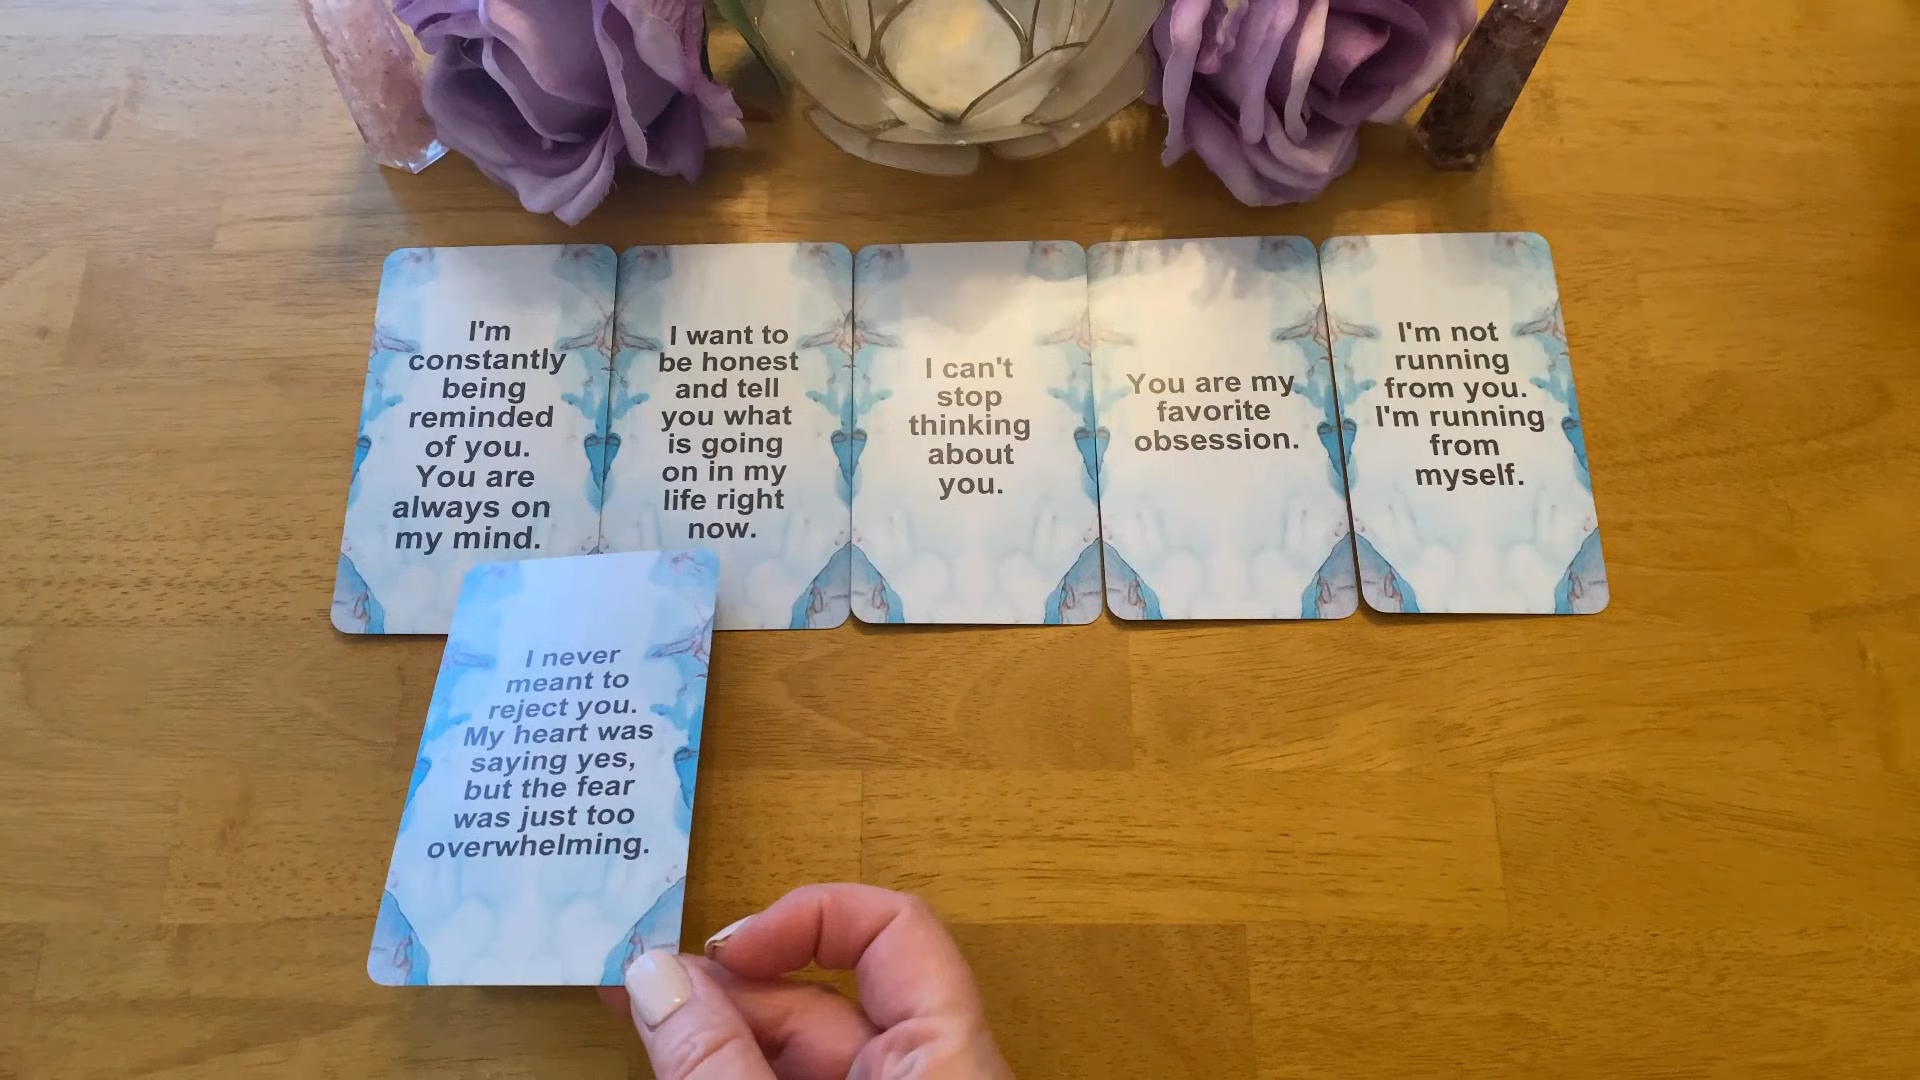 I'm
constantly
being
reminded
of you.
You are
always on
my mind.
I want to
be honest
and tell
you what
is going
on in my
life right
now.
I can't
stop
thinking
about
you.
You are my
favorite
obsession.
I'm not
running
from you.
I'm running
from
myself.
I never
meant to
reject you.
My heart was
saying yes,
but the fear
was just too
overwhelming.